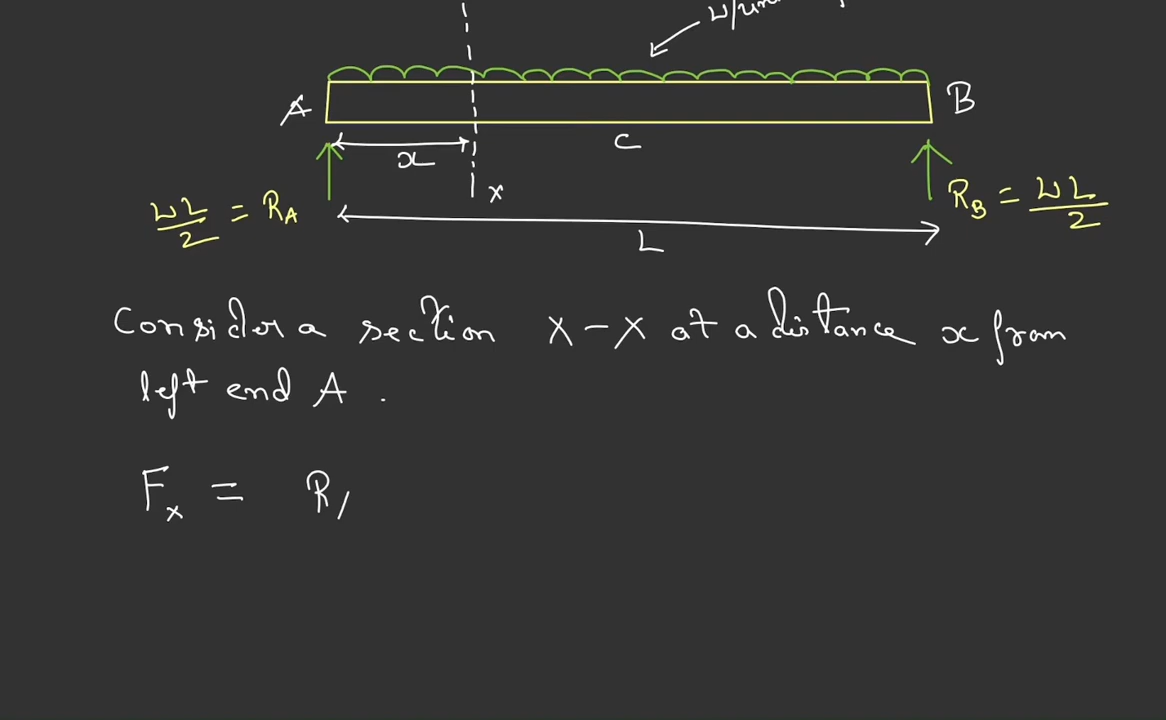 A B
x C
x
wL/2 = R_A R_B = wL/2
L
Consider a section X-X at a distance x from
left end A.
F_x = R